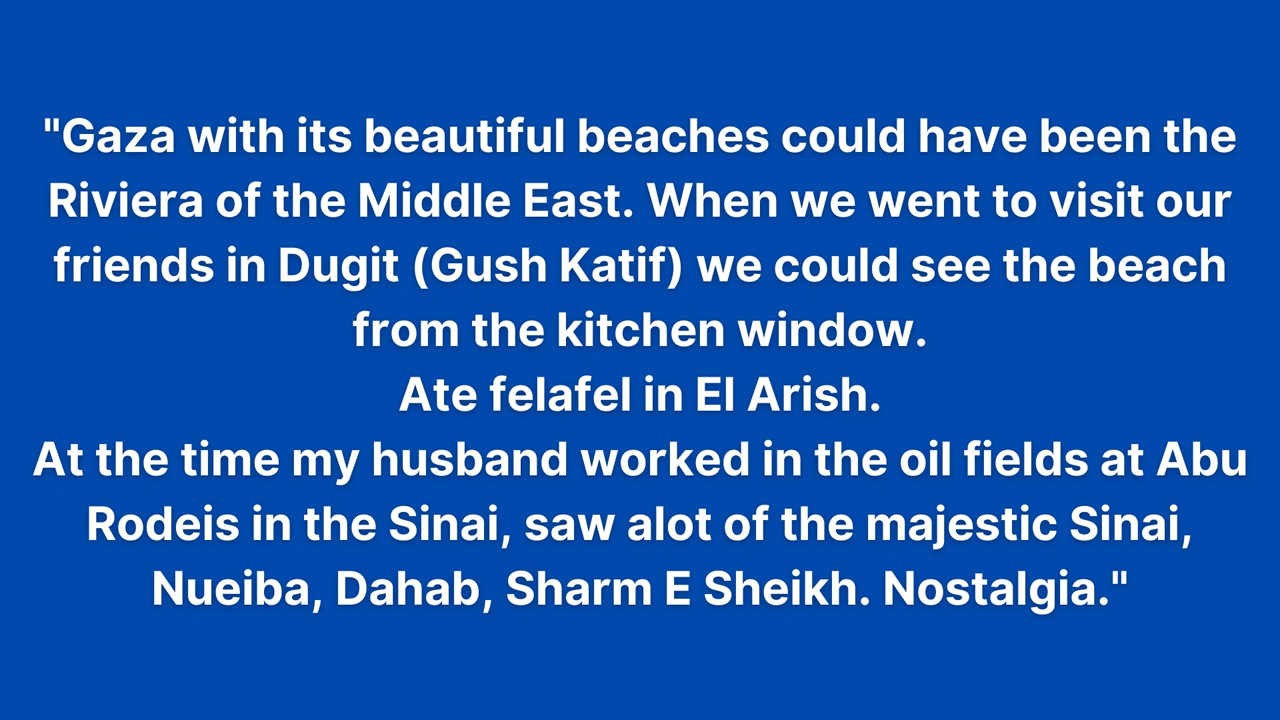 "Gaza with its beautiful beaches could have been the
Riviera of the Middle East. When we went to visit our
friends in Dugit (Gush Katif) we could see the beach
from the kitchen window.
Ate felafel in El Arish.
At the time my husband worked in the oil fields at Abu
Rodeis in the Sinai, saw alot of the majestic Sinai,
Nueiba, Dahab, Sharm E Sheikh. Nostalgia."